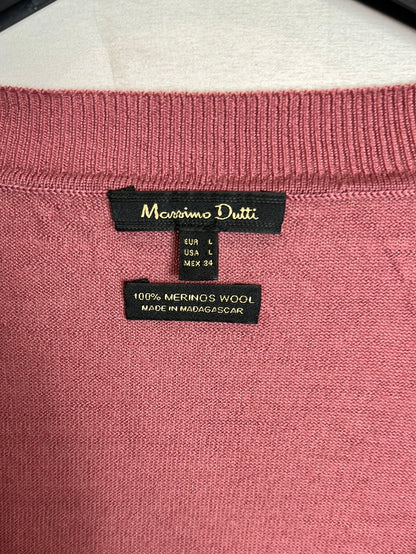 Massimo Dutti
EUR L
USA L
MEX 34
100% MERINOS WOOL
MADE IN MADAGASCAR